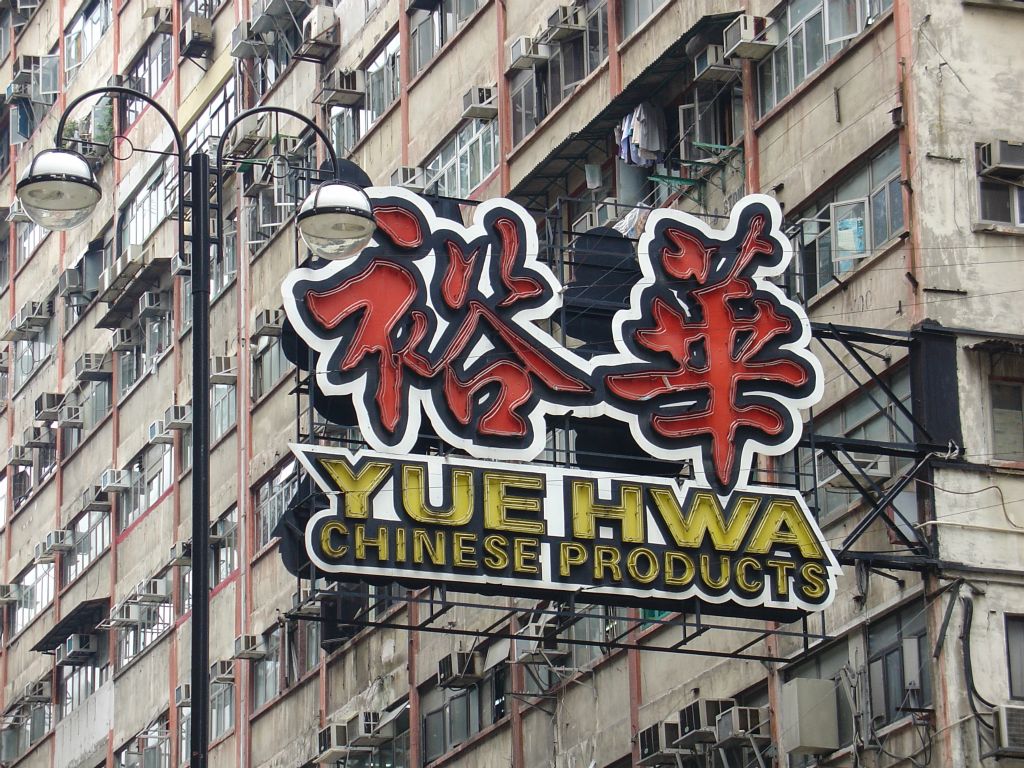 裕華
YUE HWA
CHINESE PRODUCTS